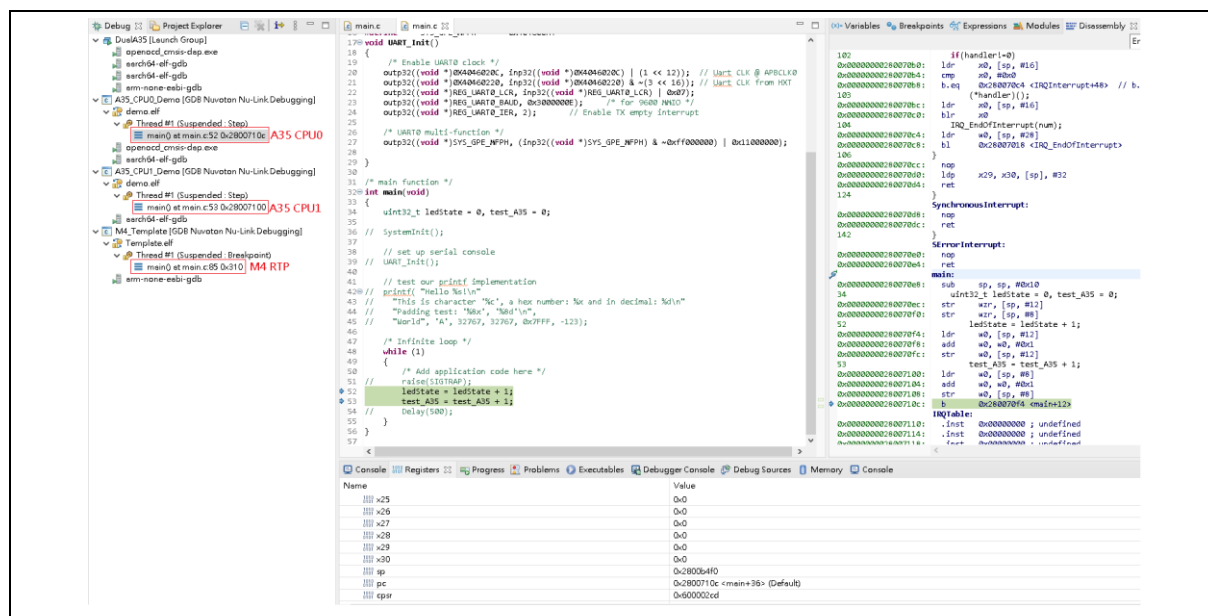 Debug Project Explorer
DualA35 [Launch Group]
openocd_cmsis-dap.exe
aarch64-elf-gdb
aarch64-elf-gdb
arm-none-eabi-gdb
A35_CPU0_Demo [GDB Nuvoton Nu-Link Debugging]
demo.elf
Thread #1 (Suspended : Step)
main() at main.c:52 0x2800710c A35 CPU0
openocd_cmsis-dap.exe
aarch64-elf-gdb
A35_CPU1_Demo [GDB Nuvoton Nu-Link Debugging]
demo.elf
Thread #1 (Suspended : Step)
main() at main.c:53 0x28007100 A35 CPU1
aarch64-elf-gdb
M4_Template [GDB Nuvoton Nu-Link Debugging]
Template.elf
Thread #1 (Suspended : Breakpoint)
main() at main.c:85 0x310 M4 RTP
arm-none-eabi-gdb
main.c main.c
17 void UART_Init()
18 {
19 /* Enable UART0 clock */
20 outp32((void *)0X4046020C, inp32((void *)0X4046020C) | (1 << 12)); // Uart CLK @ APBCLK0
21 outp32((void *)0X40460220, inp32((void *)0X40460220) & ~(3 << 16)); // Uart CLK from HXT
22 outp32((void *)REG_UART0_LCR, inp32((void *)REG_UART0_LCR) | 0x07);
23 outp32((void *)REG_UART0_BAUD, 0x3000000E); /* for 9600 MHIO */
24 outp32((void *)REG_UART0_IER, 2); // Enable TX empty interrupt
25
26 /* UART0 multi-function */
27 outp32((void *)SYS_GPE_MFPH, (inp32((void *)SYS_GPE_MFPH) & ~0xff000000) | 0x11000000);
28
29 }
30
31 /* main function */
32 int main(void)
33 {
34 uint32_t ledState = 0, test_A35 = 0;
35
36 // SystemInit();
37
38 // set up serial console
39 // UART_Init();
40
41 // test our printf implementation
42 // printf( "Hello %s!\n"
43 // "This is character '%c', a hex number: %x and in decimal: %d\n"
44 // "Padding test: '%8x', '%8d'\n",
45 // "World", 'A', 32767, 32767, 0x7FFF, -123);
46
47 /* Infinite loop */
48 while (1)
49 {
50 /* Add application code here */
51 // raise(SIGTRAP);
52 ledState = ledState + 1;
53 test_A35 = test_A35 + 1;
54 // Delay(500);
55 }
56 }
57
(x)= Variables Breakpoints Expressions Modules Disassembly
Er
102 if(handler!=0)
0x00000000280070b0: ldr x0, [sp, #16]
0x00000000280070b4: cmp x0, #0x0
0x00000000280070b8: b.eq 0x280070c4 <IRQInterrupt+48> // b.
103 (*handler)();
0x00000000280070bc: ldr x0, [sp, #16]
0x00000000280070c0: blr x0
104 IRQ_EndOfInterrupt(num);
0x00000000280070c4: ldr w0, [sp, #28]
0x00000000280070c8: bl 0x28007018 <IRQ_EndOfInterrupt>
106 }
0x00000000280070cc: nop
0x00000000280070d0: ldp x29, x30, [sp], #32
0x00000000280070d4: ret
124 }
SynchronousInterrupt:
0x00000000280070d8: nop
0x00000000280070dc: ret
142 }
SErrorInterrupt:
0x00000000280070e0: nop
0x00000000280070e4: ret
main:
0x00000000280070e8: sub sp, sp, #0x10
34 uint32_t ledState = 0, test_A35 = 0;
0x00000000280070ec: str wzr, [sp, #12]
0x00000000280070f0: str wzr, [sp, #8]
52 ledState = ledState + 1;
0x00000000280070f4: ldr w0, [sp, #12]
0x00000000280070f8: add w0, w0, #0x1
0x00000000280070fc: str w0, [sp, #12]
53 test_A35 = test_A35 + 1;
0x0000000028007100: ldr w0, [sp, #8]
0x0000000028007104: add w0, w0, #0x1
0x0000000028007108: str w0, [sp, #8]
0x000000002800710c: b 0x280070f4 <main+12>
IRQTable:
0x0000000028007110: .inst 0x00000000 ; undefined
0x0000000028007114: .inst 0x00000000 ; undefined
Console Registers Progress Problems Executables Debugger Console Debug Sources Memory Console
Name Value
x25 0x0
x26 0x0
x27 0x0
x28 0x0
x29 0x0
x30 0x0
sp 0x2800b4f0
pc 0x2800710c <main+36> (Default)
cpsr 0x600002cd